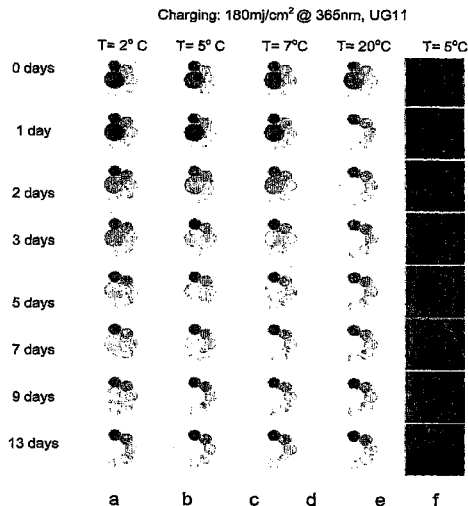 Charging: 180mj/cm² @ 365nm, UG11
T= 2° C T= 5° C T= 7°C T= 20°C T= 5°C
0 days
1 day
2 days
3 days
5 days
7 days
9 days
13 days
a b c d e f